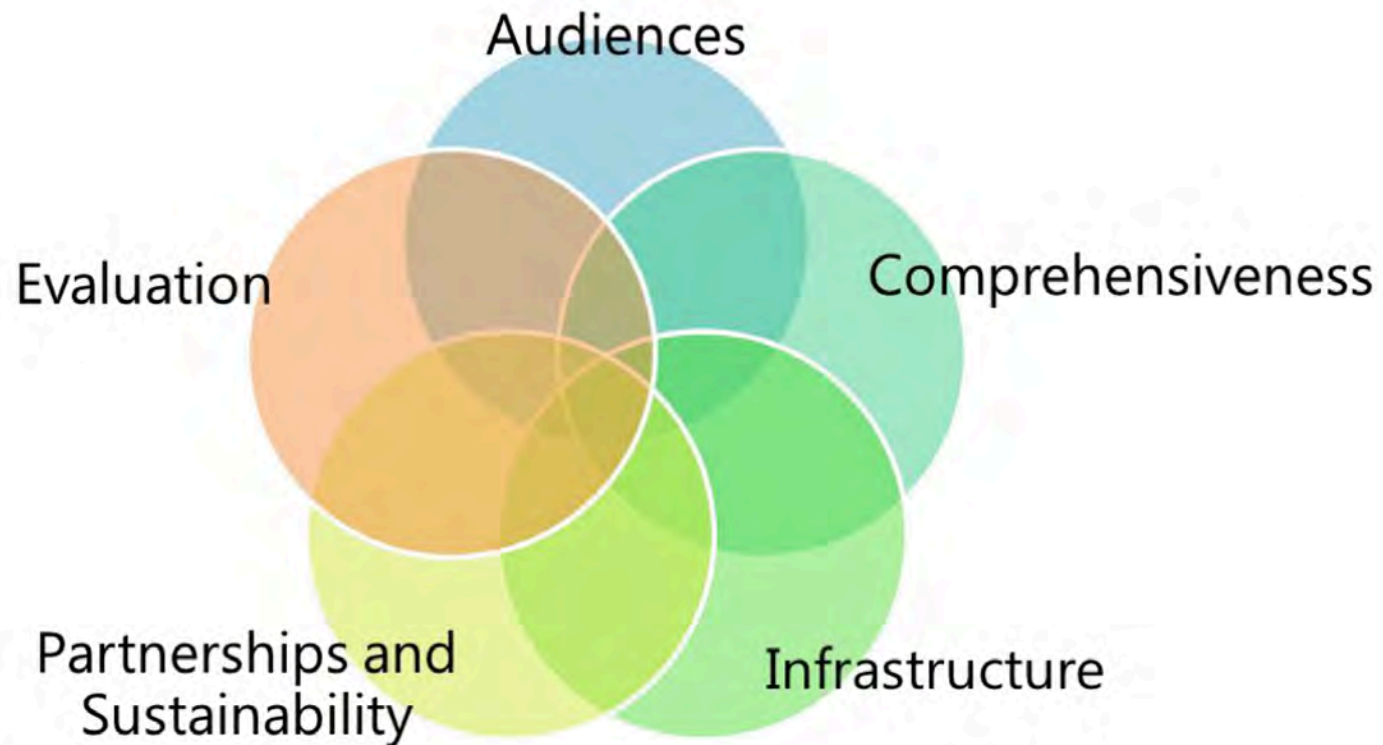 Audiences
Evaluation
Comprehensiveness
Partnerships and
Sustainability
Infrastructure